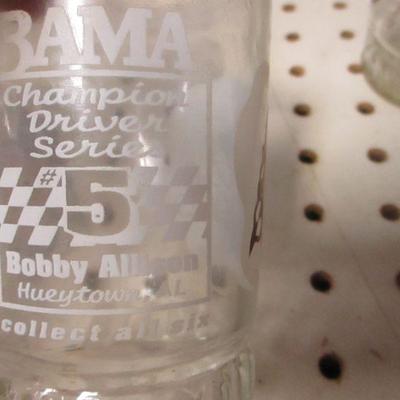 BAMA
Champion
Driver
Series
#5
Bobby Allison
Hueytown, AL
collect all six